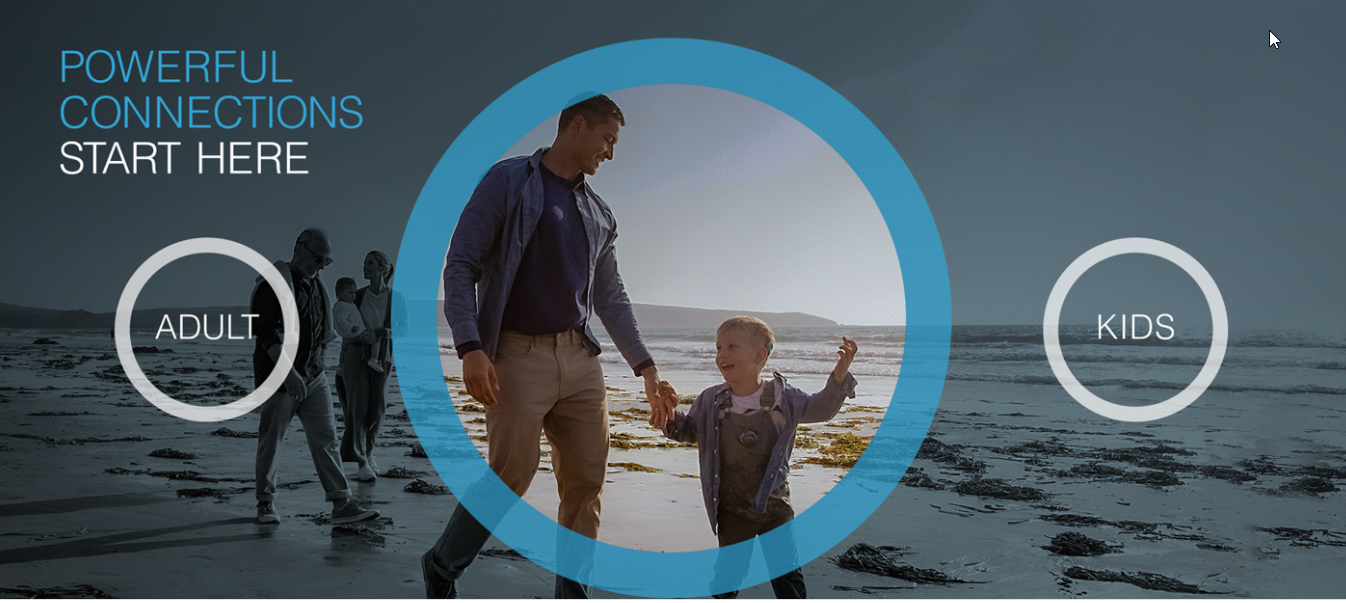 POWERFUL
CONNECTIONS
START HERE
ADULT
KIDS